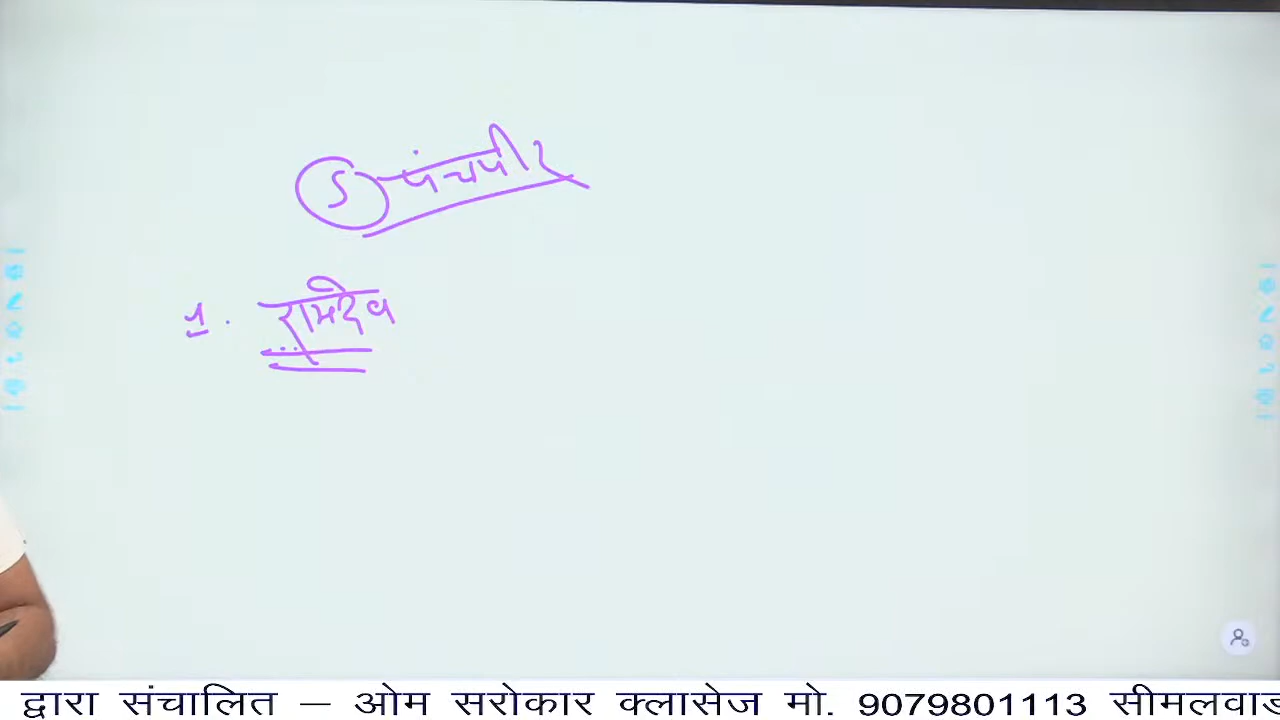 5 पंचपीर
1. रामदेव
द्वारा संचालित – ओम सरोकार क्लासेज मो. 9079801113 सीमलवाड